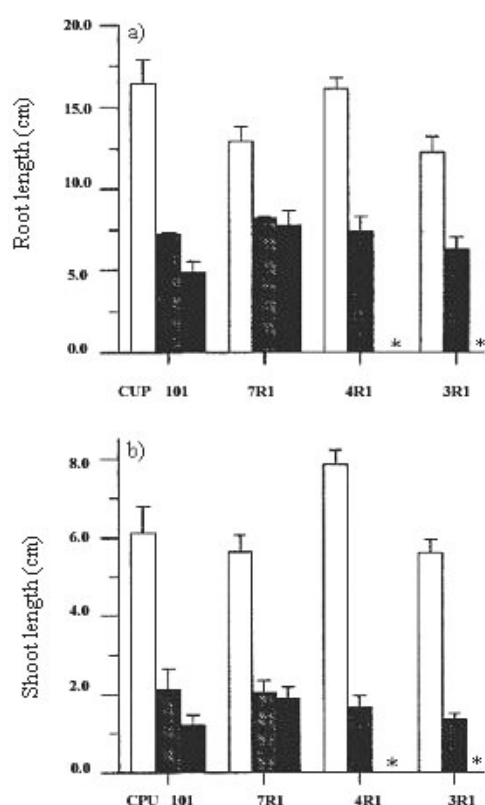 20.0
a)
15.0
10.0
5.0
0.0
Root length (cm)
CUP 101 7R1 4R1 3R1
* *
8.0
b)
6.0
4.0
2.0
0.0
Shoot length (cm)
CPU 101 7R1 4R1 3R1
* *